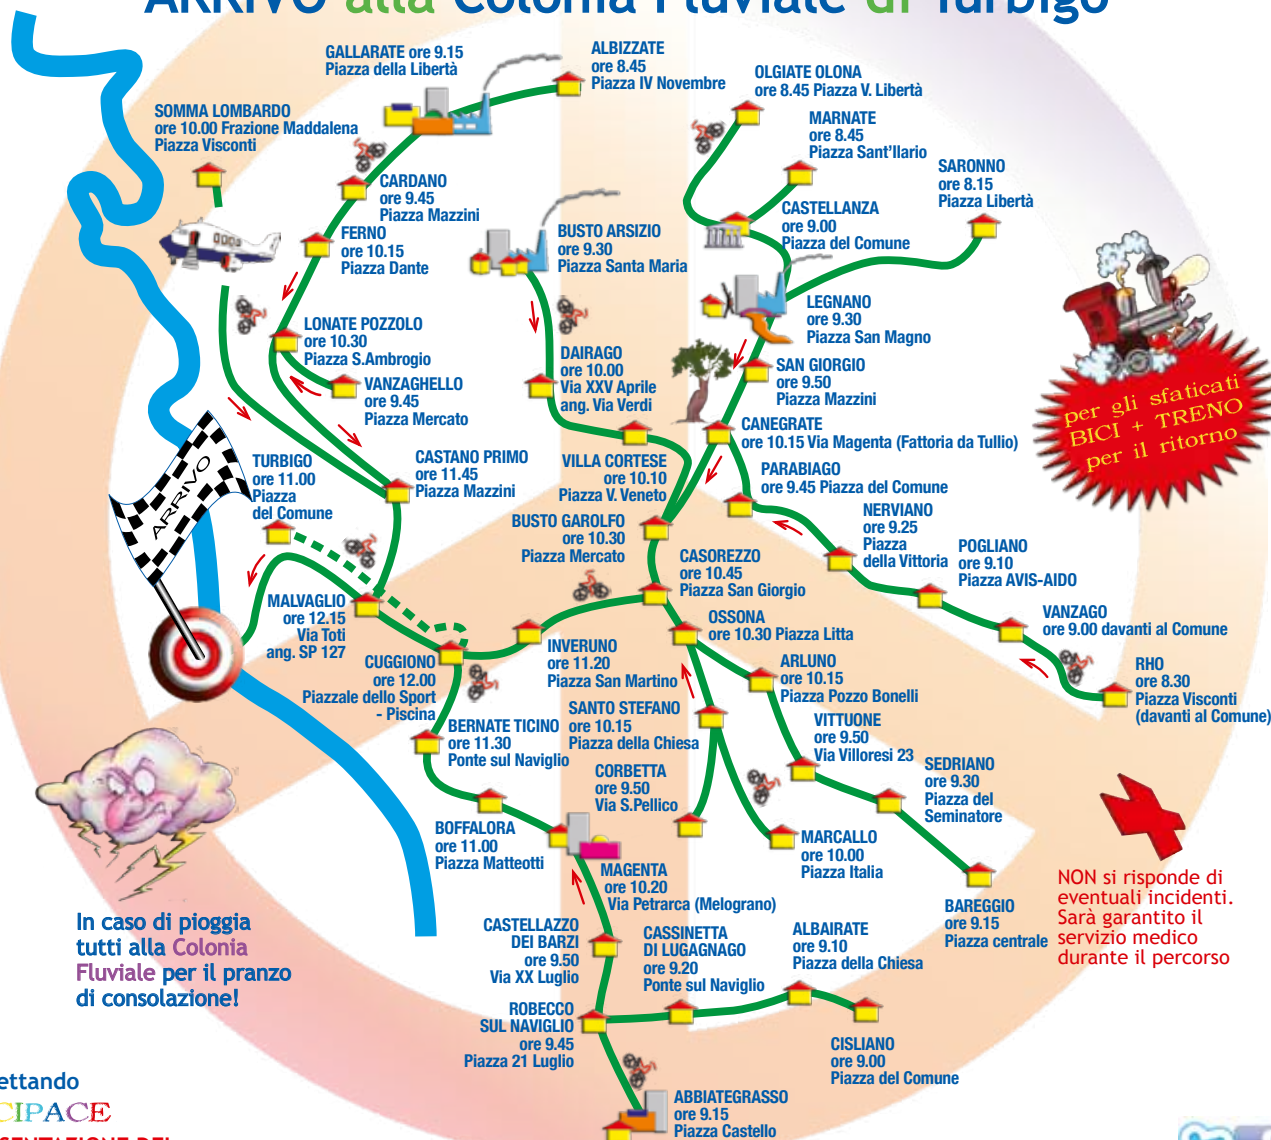 ARRIVO alla Colonia Fluviale di Turbigo
GALLARATE ore 9.15
Piazza della Libertà
ALBIZZATE
ore 8.45
Piazza IV Novembre
OLGIATE OLONA
ore 8.45 Piazza V. Libertà
SOMMA LOMBARDO
ore 10.00 Frazione Maddalena
Piazza Visconti
MARNATE
ore 8.45
Piazza Sant'Ilario
SARONNO
ore 8.15
Piazza Libertà
CARDANO
ore 9.45
Piazza Mazzini
CASTELLANZA
ore 9.00
Piazza del Comune
FERNO
ore 10.15
Piazza Dante
BUSTO ARSIZIO
ore 9.30
Piazza Santa Maria
LEGNANO
ore 9.30
Piazza San Magno
LONATE POZZOLO
ore 10.30
Piazza S.Ambrogio
DAIRAGO
ore 10.00
Via XXV Aprile
ang. Via Verdi
SAN GIORGIO
ore 9.50
Piazza Mazzini
VANZAGHELLO
ore 9.45
Piazza Mercato
per gli sfaticati
BICI + TRENO
per il ritorno
CANEGRATE
ore 10.15 Via Magenta (Fattoria da Tullio)
ARRIVO
TURBIGO
ore 11.00
Piazza
del Comune
CASTANO PRIMO
ore 11.45
Piazza Mazzini
VILLA CORTESE
ore 10.10
Piazza V. Veneto
PARABIAGO
ore 9.45 Piazza del Comune
NERVIANO
ore 9.25
Piazza
della Vittoria
BUSTO GAROLFO
ore 10.30
Piazza Mercato
POGLIANO
ore 9.10
Piazza AVIS-AIDO
CASOREZZO
ore 10.45
Piazza San Giorgio
MALVAGLIO
ore 12.15
Via Toti
ang. SP 127
OSSONA
ore 10.30 Piazza Litta
VANZAGO
ore 9.00 davanti al Comune
INVERUNO
ore 11.20
Piazza San Martino
CUGGIONO
ore 12.00
Piazzale dello Sport
- Piscina
ARLUNO
ore 10.15
Piazza Pozzo Bonelli
RHO
ore 8.30
Piazza Visconti
(davanti al Comune)
SANTO STEFANO
ore 10.15
Piazza della Chiesa
BERNATE TICINO
ore 11.30
Ponte sul Naviglio
VITTUONE
ore 9.50
Via Villoresi 23
CORBETTA
ore 9.50
Via S.Pellico
SEDRIANO
ore 9.30
Piazza del
Seminatore
BOFFALORA
ore 11.00
Piazza Matteotti
MARCALLO
ore 10.00
Piazza Italia
MAGENTA
ore 10.20
Via Petrarca (Melograno)
NON si risponde di
eventuali incidenti.
Sarà garantito il
servizio medico
durante il percorso
BAREGGIO
ore 9.15
Piazza centrale
In caso di pioggia
tutti alla Colonia
Fluviale per il pranzo
di consolazione!
CASTELLAZZO
DEI BARZI
ore 9.50
Via XX Luglio
CASSINETTA
DI LUGAGNAGO
ore 9.20
Ponte sul Naviglio
ALBAIRATE
ore 9.10
Piazza della Chiesa
ROBECCO
SUL NAVIGLIO
ore 9.45
Piazza 21 Luglio
CISLIANO
ore 9.00
Piazza del Comune
ABBIATEGRASSO
ore 9.15
Piazza Castello
ettando
CIPACE